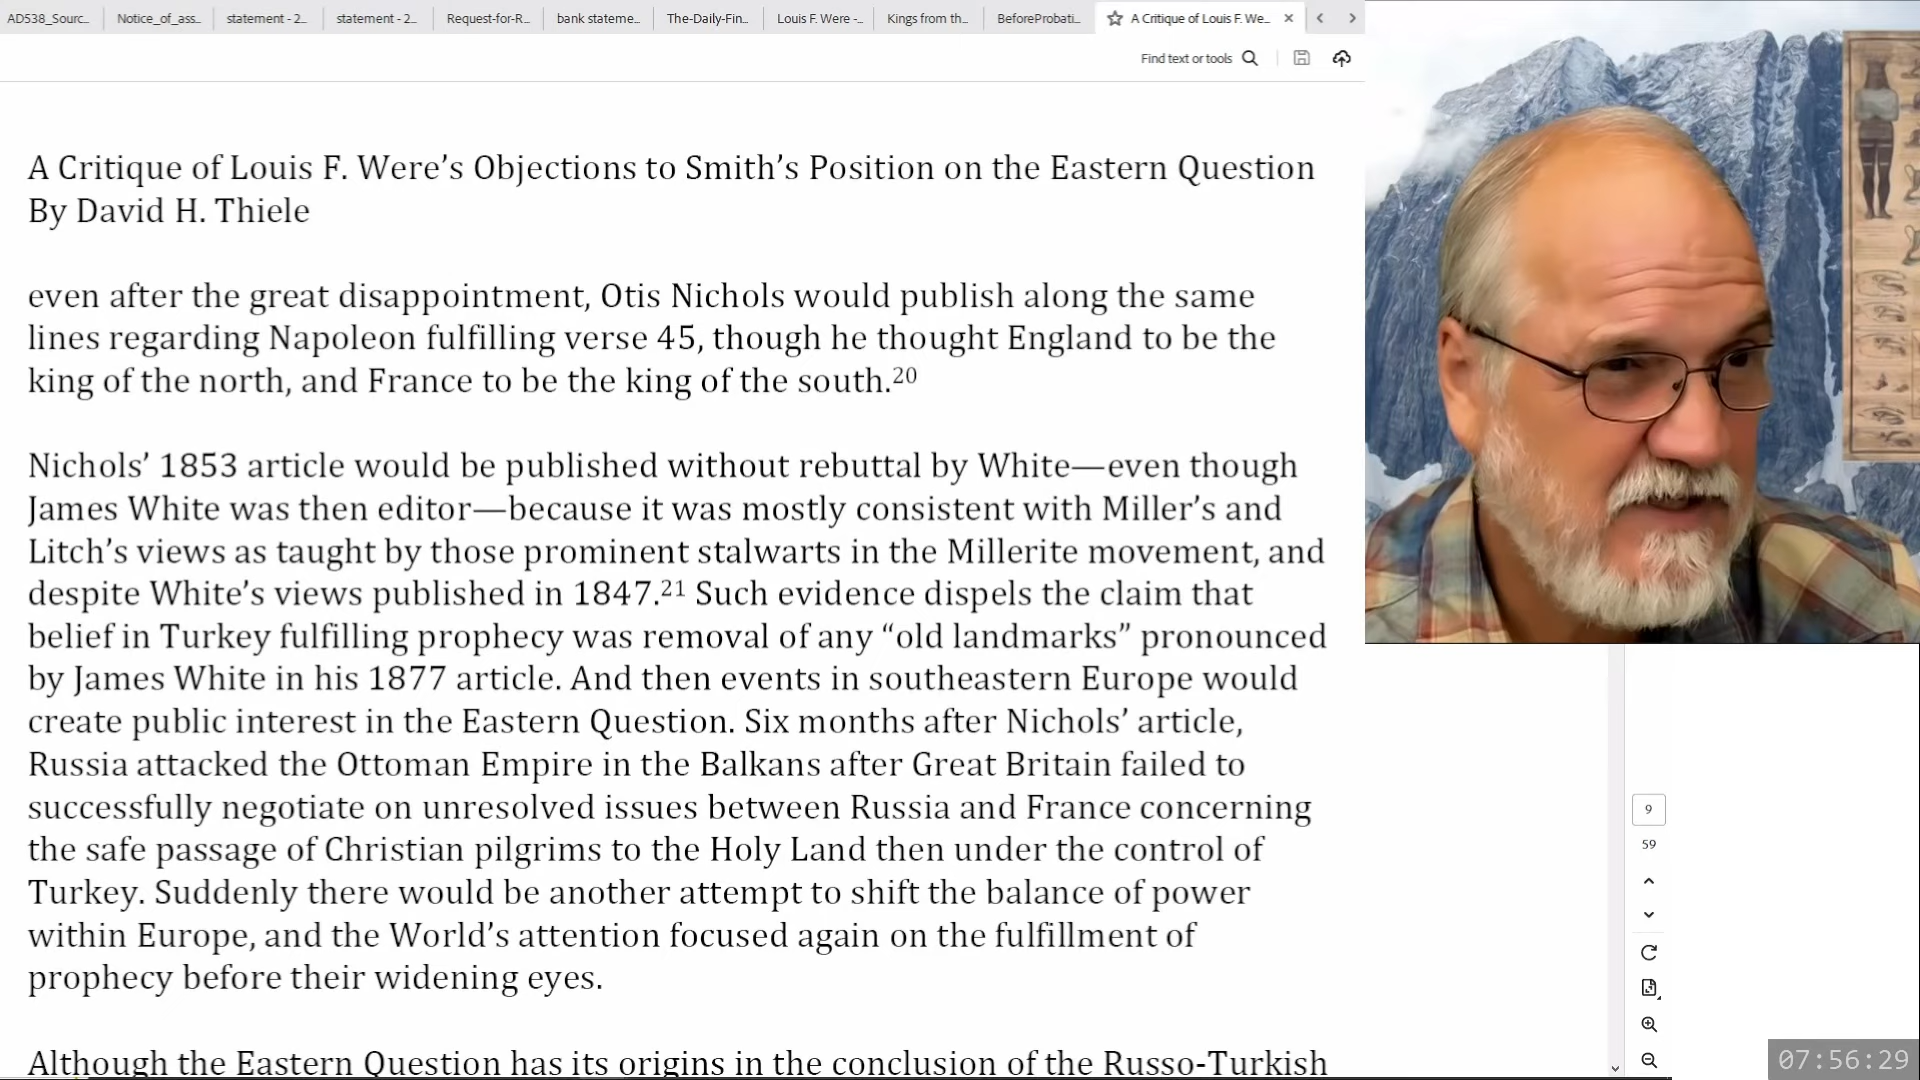 AD538_Sourc... Notice_of_ass... statement - 2... statement - 2... Request-for-R... bank stateme... The-Daily-Fin... Louis F. Were -... Kings from th... BeforeProbati... A Critique of Louis F. We...
Find text or tools
A Critique of Louis F. Were’s Objections to Smith’s Position on the Eastern Question
By David H. Thiele
even after the great disappointment, Otis Nichols would publish along the same
lines regarding Napoleon fulfilling verse 45, though he thought England to be the
king of the north, and France to be the king of the south.20
Nichols’ 1853 article would be published without rebuttal by White—even though
James White was then editor—because it was mostly consistent with Miller’s and
Litch’s views as taught by those prominent stalwarts in the Millerite movement, and
despite White’s views published in 1847.21 Such evidence dispels the claim that
belief in Turkey fulfilling prophecy was removal of any “old landmarks” pronounced
by James White in his 1877 article. And then events in southeastern Europe would
create public interest in the Eastern Question. Six months after Nichols’ article,
Russia attacked the Ottoman Empire in the Balkans after Great Britain failed to
successfully negotiate on unresolved issues between Russia and France concerning
the safe passage of Christian pilgrims to the Holy Land then under the control of
Turkey. Suddenly there would be another attempt to shift the balance of power
within Europe, and the World’s attention focused again on the fulfillment of
prophecy before their widening eyes.
Although the Eastern Question has its origins in the conclusion of the Russo-Turkish
9
59
07:56:29